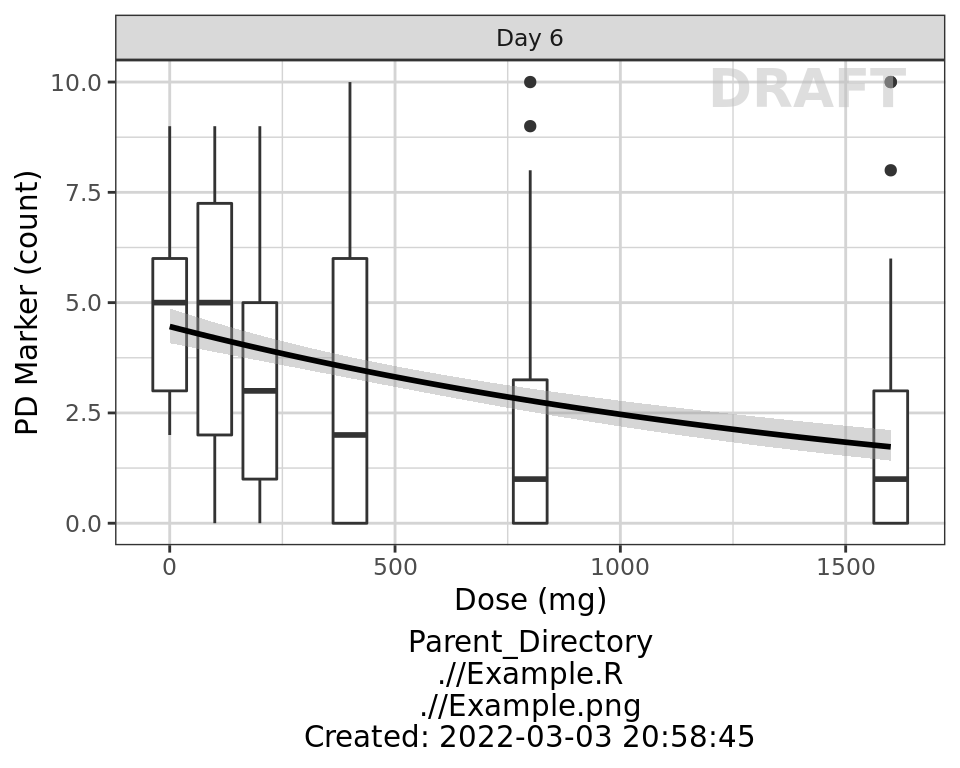 Day 6
DRAFT
PD Marker (count)
10.0
7.5
5.0
2.5
0.0
0 500 1000 1500
Dose (mg)
Parent_Directory
.//Example.R
.//Example.png
Created: 2022-03-03 20:58:45